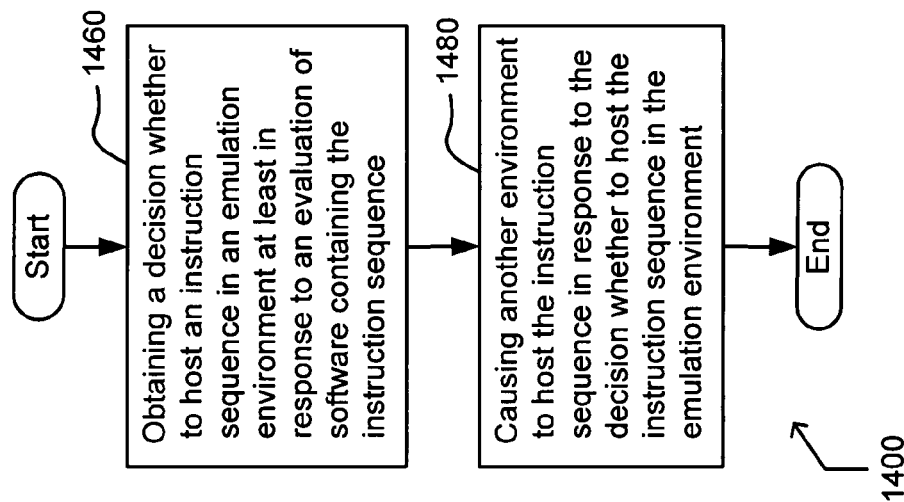 Start
1460
Obtaining a decision whether
to host an instruction
sequence in an emulation
environment at least in
response to an evaluation of
software containing the
instruction sequence
1480
Causing another environment
to host the instruction
sequence in response to the
decision whether to host the
instruction sequence in the
emulation environment
End
1400